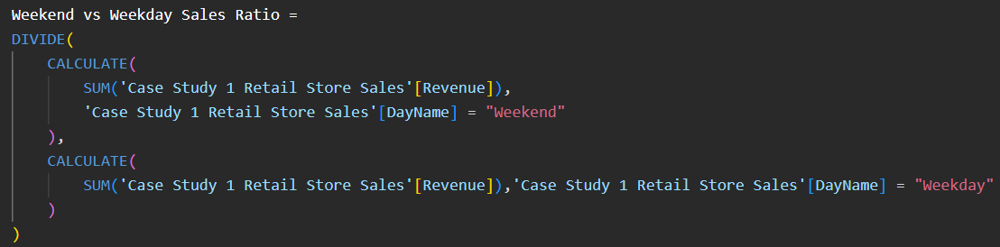 Weekend vs Weekday Sales Ratio =
DIVIDE(
CALCULATE(
SUM('Case Study 1 Retail Store Sales'[Revenue]),
'Case Study 1 Retail Store Sales'[DayName] = "Weekend"
),
CALCULATE(
SUM('Case Study 1 Retail Store Sales'[Revenue]),'Case Study 1 Retail Store Sales'[DayName] = "Weekday"
)
)